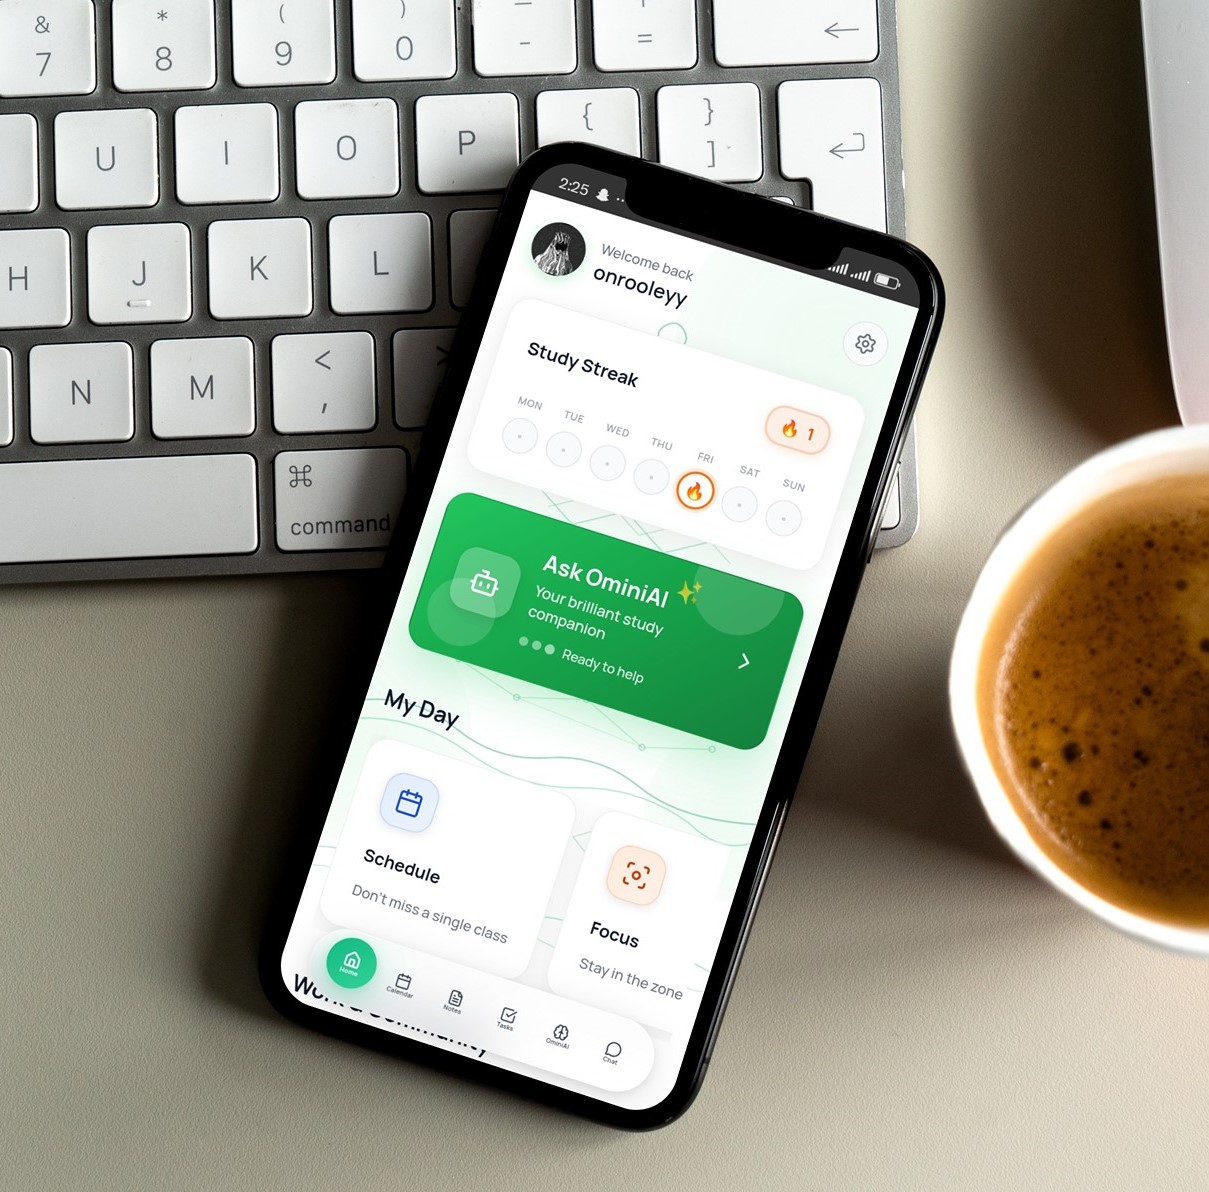 & * ( ) — +
7 8 9 0 - =
U I O P { }
]
H J K L
N M < >
,
⌘
command
2:25
Welcome back
onrooleyy
Study Streak
🔥 1
MON TUE WED THU FRI SAT SUN
Ask OminiAI ✨
Your brilliant study
companion
Ready to help
My Day
Schedule
Don't miss a single class
Focus
Stay in the zone
Home Calendar Notes Tasks OminiAI Chat